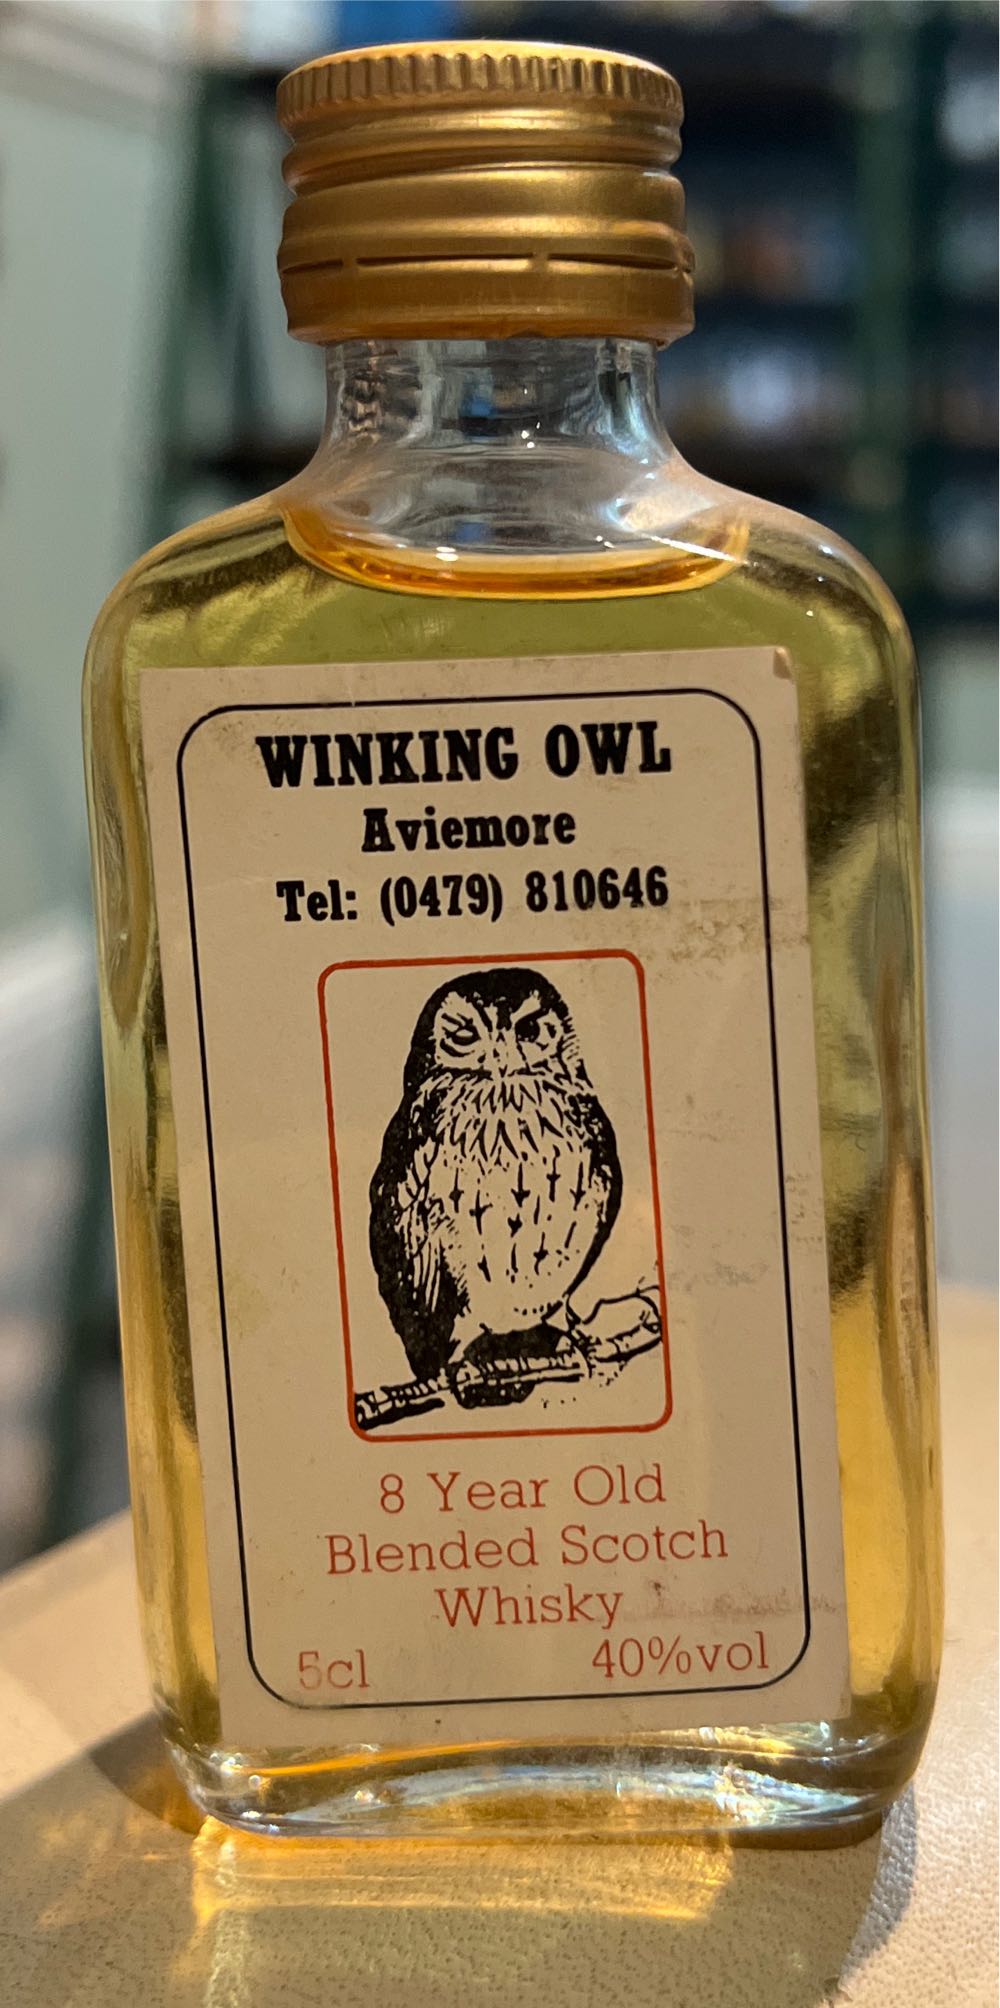 WINKING OWL
Aviemore
Tel: (0479) 810646
8 Year Old
Blended Scotch
Whisky
5cl 40%vol